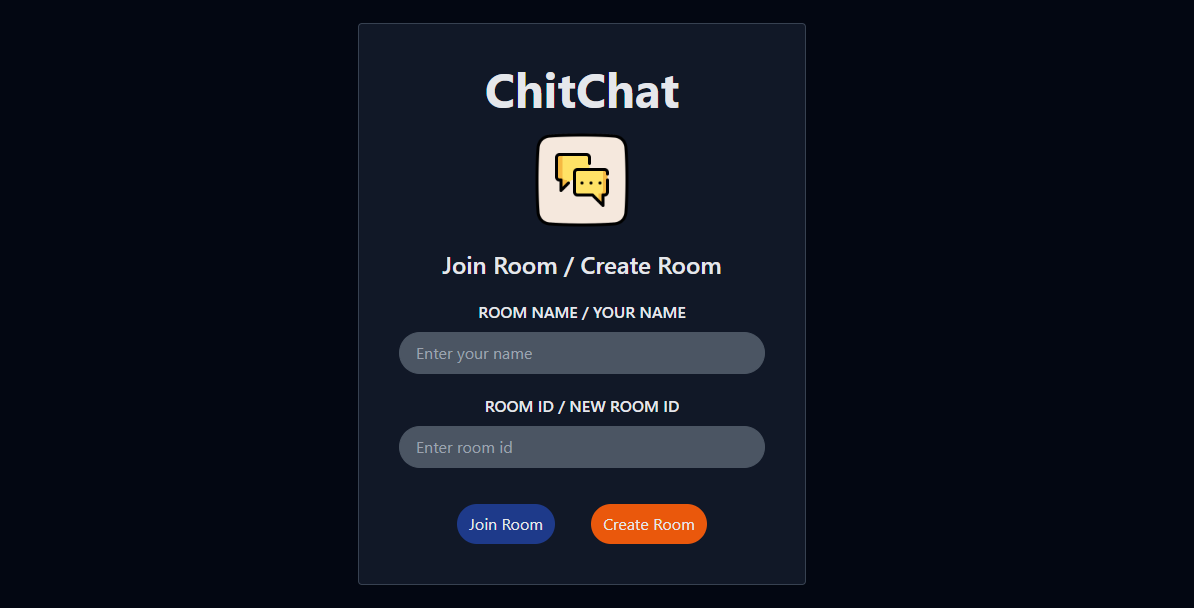 ChitChat
Join Room / Create Room
ROOM NAME / YOUR NAME
Enter your name
ROOM ID / NEW ROOM ID
Enter room id
Join Room
Create Room